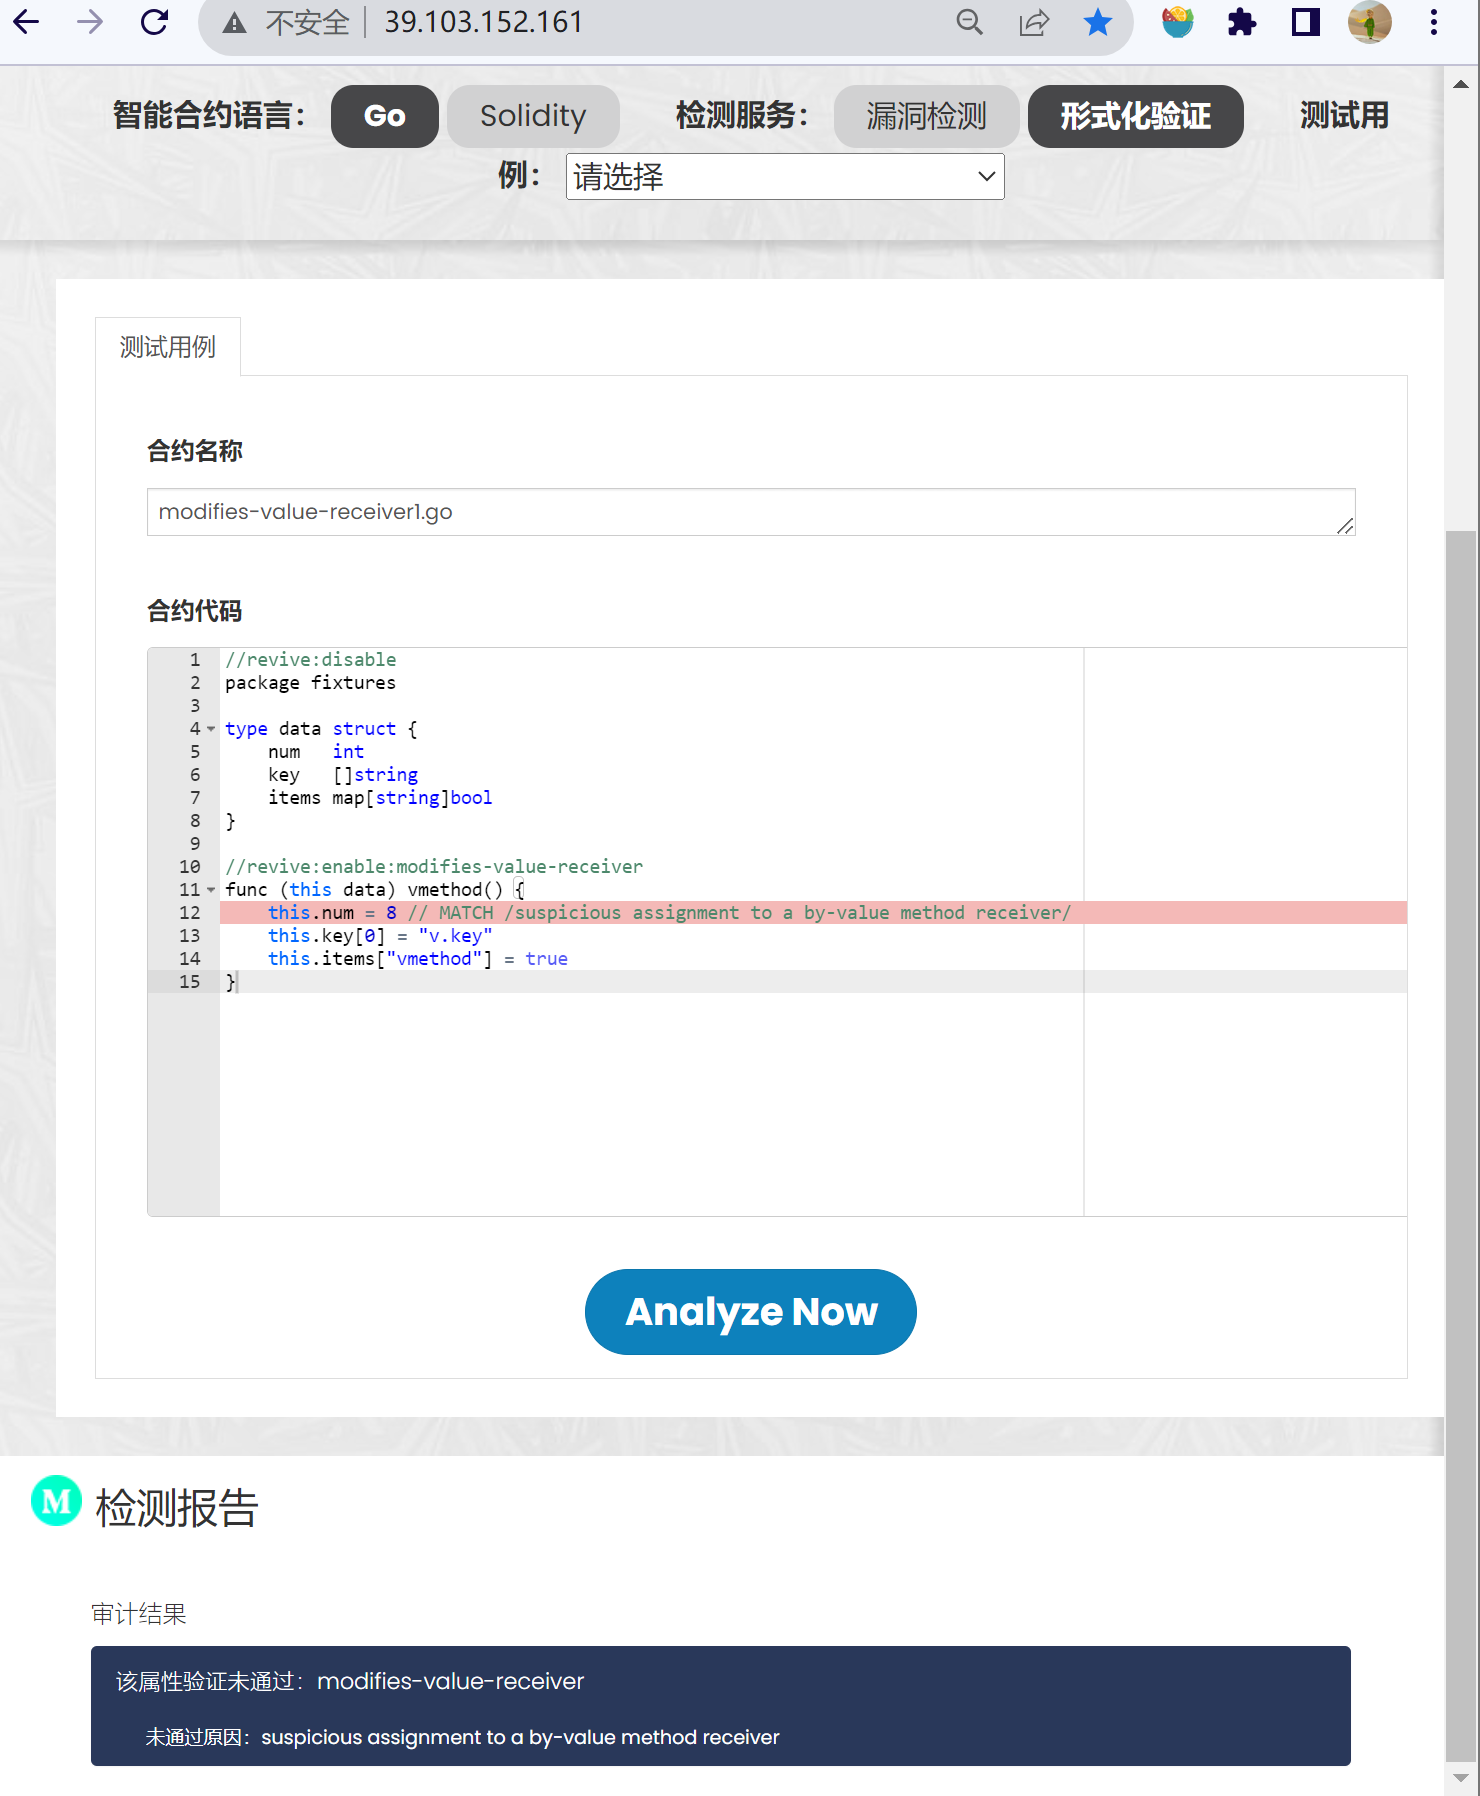 不安全 39.103.152.161
智能合约语言： Go Solidity 检测服务： 漏洞检测 形式化验证 测试用
例： 请选择
测试用例
合约名称
modifies-value-receiver1.go
合约代码
1 //revive:disable
2 package fixtures
3
4 type data struct {
5 num int
6 key []string
7 items map[string]bool
8 }
9
10 //revive:enable:modifies-value-receiver
11 func (this data) vmethod() {
12 this.num = 8 // MATCH /suspicious assignment to a by-value method receiver/
13 this.key[0] = "v.key"
14 this.items["vmethod"] = true
15 }
Analyze Now
M 检测报告
审计结果
该属性验证未通过：modifies-value-receiver
未通过原因：suspicious assignment to a by-value method receiver